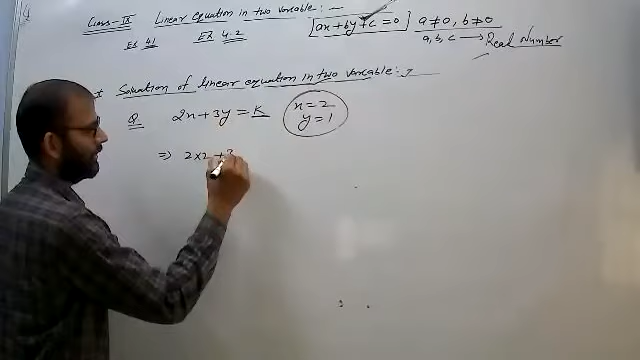 Class-IX Linear equation in two variable:- [ax+by+c=0] a≠0, b≠0
Ex 4.1 Ex 4.2 a, b, c → Real Number
* Soluation of linear equation in two variable:-
Q 2x+3y=K x=2
y=1
⇒ 2×2+3